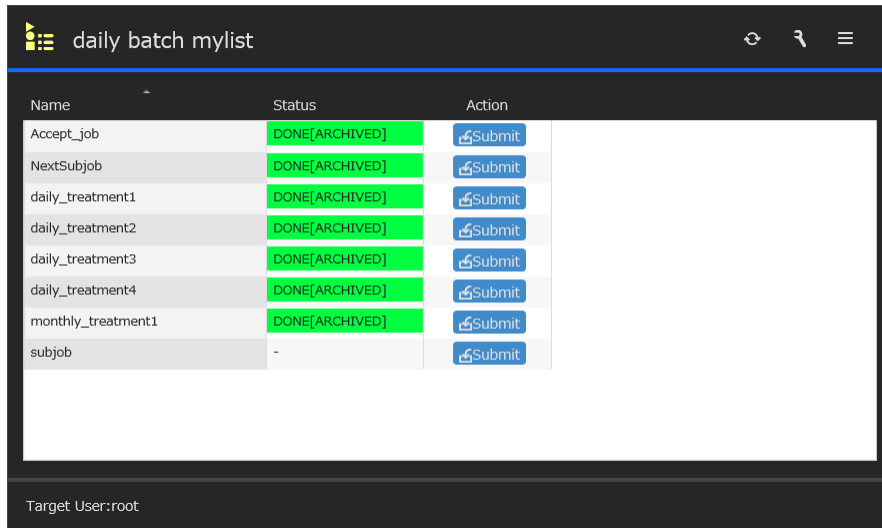 daily batch mylist
Name Status Action
Accept_job DONE[ARCHIVED] Submit
NextSubjob DONE[ARCHIVED] Submit
daily_treatment1 DONE[ARCHIVED] Submit
daily_treatment2 DONE[ARCHIVED] Submit
daily_treatment3 DONE[ARCHIVED] Submit
daily_treatment4 DONE[ARCHIVED] Submit
monthly_treatment1 DONE[ARCHIVED] Submit
subjob - Submit
Target User:root